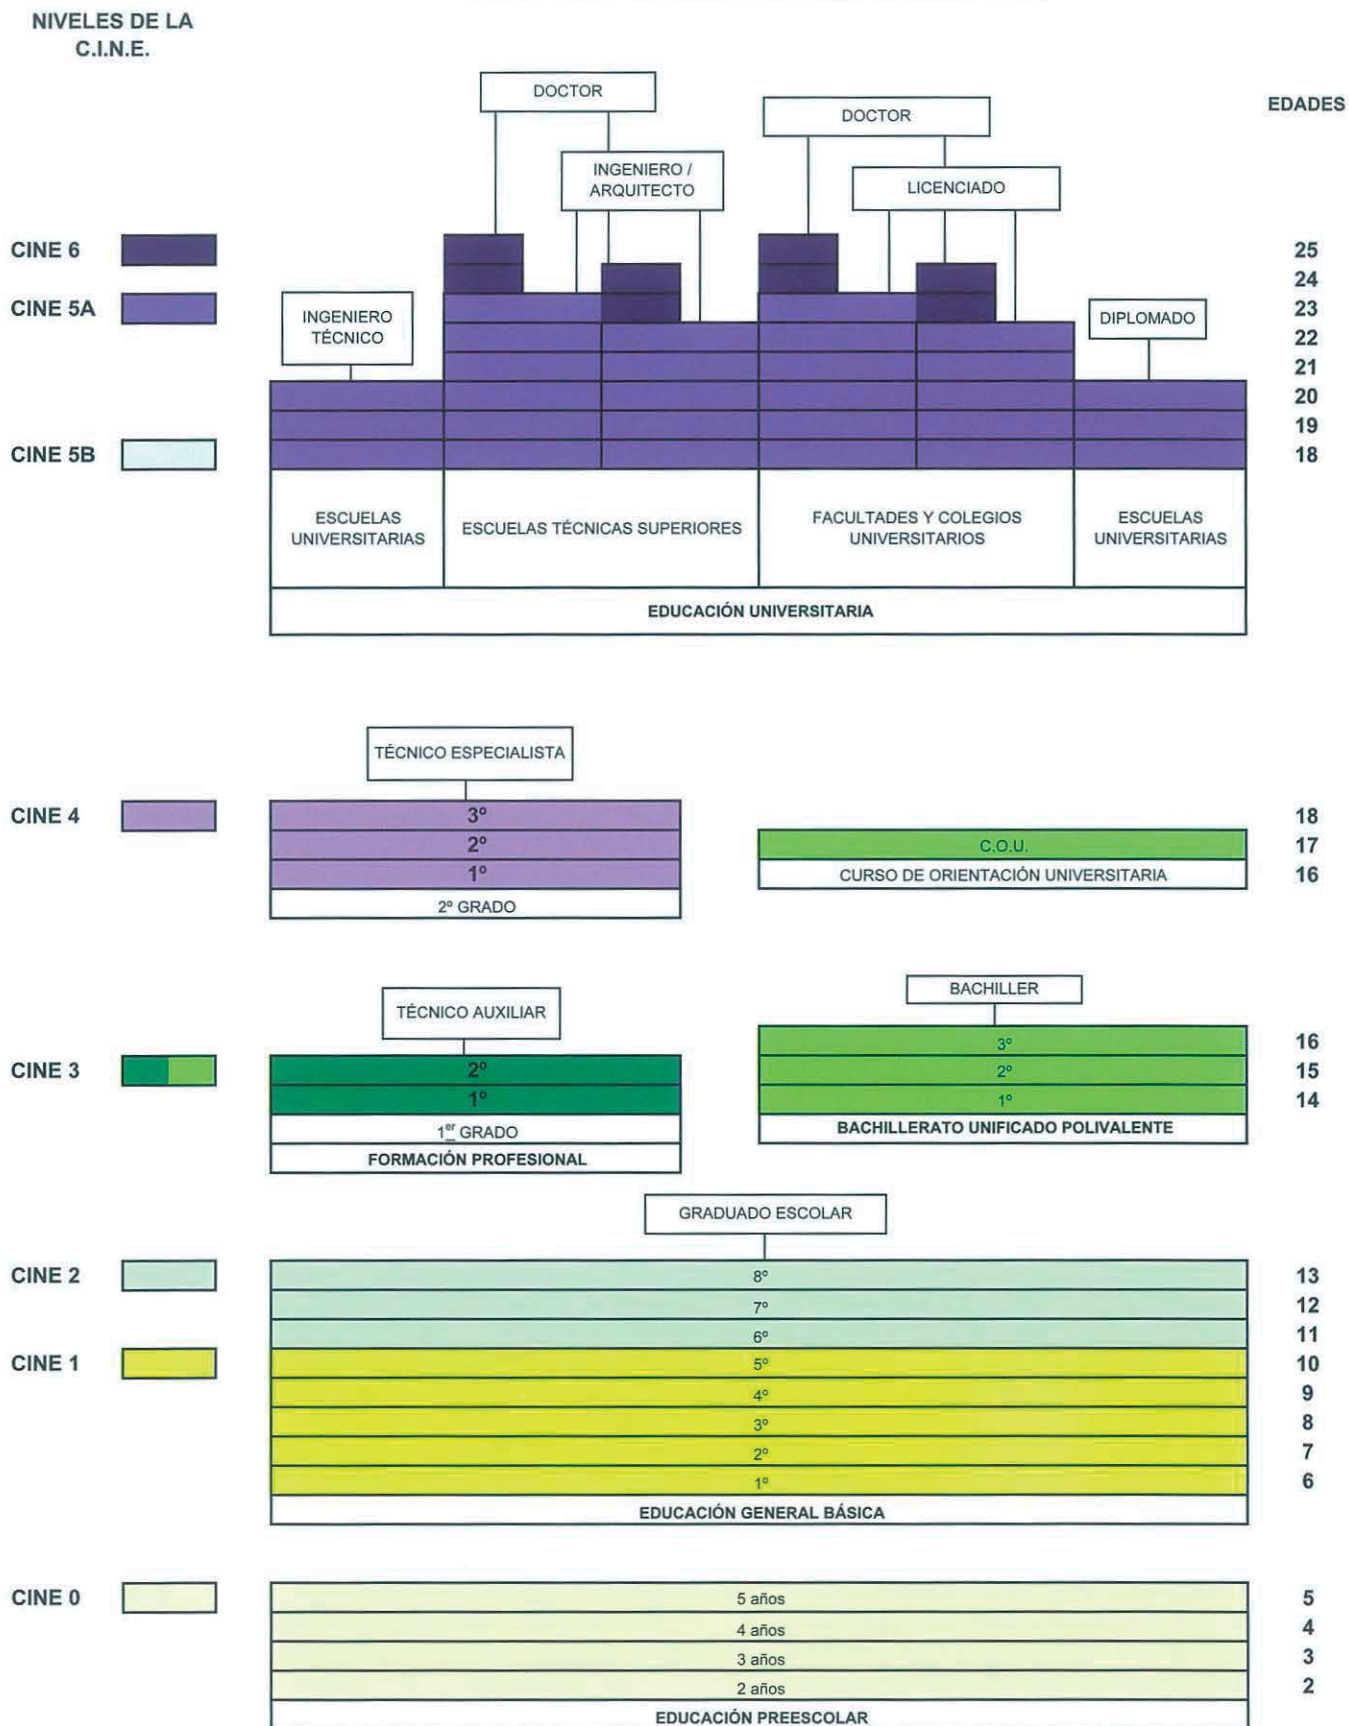 NIVELES DE LA
C.I.N.E.
EDADES
DOCTOR
DOCTOR
INGENIERO /
ARQUITECTO
LICENCIADO
CINE 6
25
24
CINE 5A
23
INGENIERO
TÉCNICO
DIPLOMADO
22
21
20
19
CINE 5B
18
ESCUELAS
UNIVERSITARIAS
ESCUELAS TÉCNICAS SUPERIORES
FACULTADES Y COLEGIOS
UNIVERSITARIOS
ESCUELAS
UNIVERSITARIAS
EDUCACIÓN UNIVERSITARIA
TÉCNICO ESPECIALISTA
CINE 4
3º
18
2º
C.O.U.
17
1º
CURSO DE ORIENTACIÓN UNIVERSITARIA
16
2º GRADO
BACHILLER
TÉCNICO AUXILIAR
3º
16
CINE 3
2º
2º
15
1º
1º
14
1er GRADO
BACHILLERATO UNIFICADO POLIVALENTE
FORMACIÓN PROFESIONAL
GRADUADO ESCOLAR
CINE 2
8º
13
7º
12
6º
11
CINE 1
5º
10
4º
9
3º
8
2º
7
1º
6
EDUCACIÓN GENERAL BÁSICA
CINE 0
5 años
5
4 años
4
3 años
3
2 años
2
EDUCACIÓN PREESCOLAR